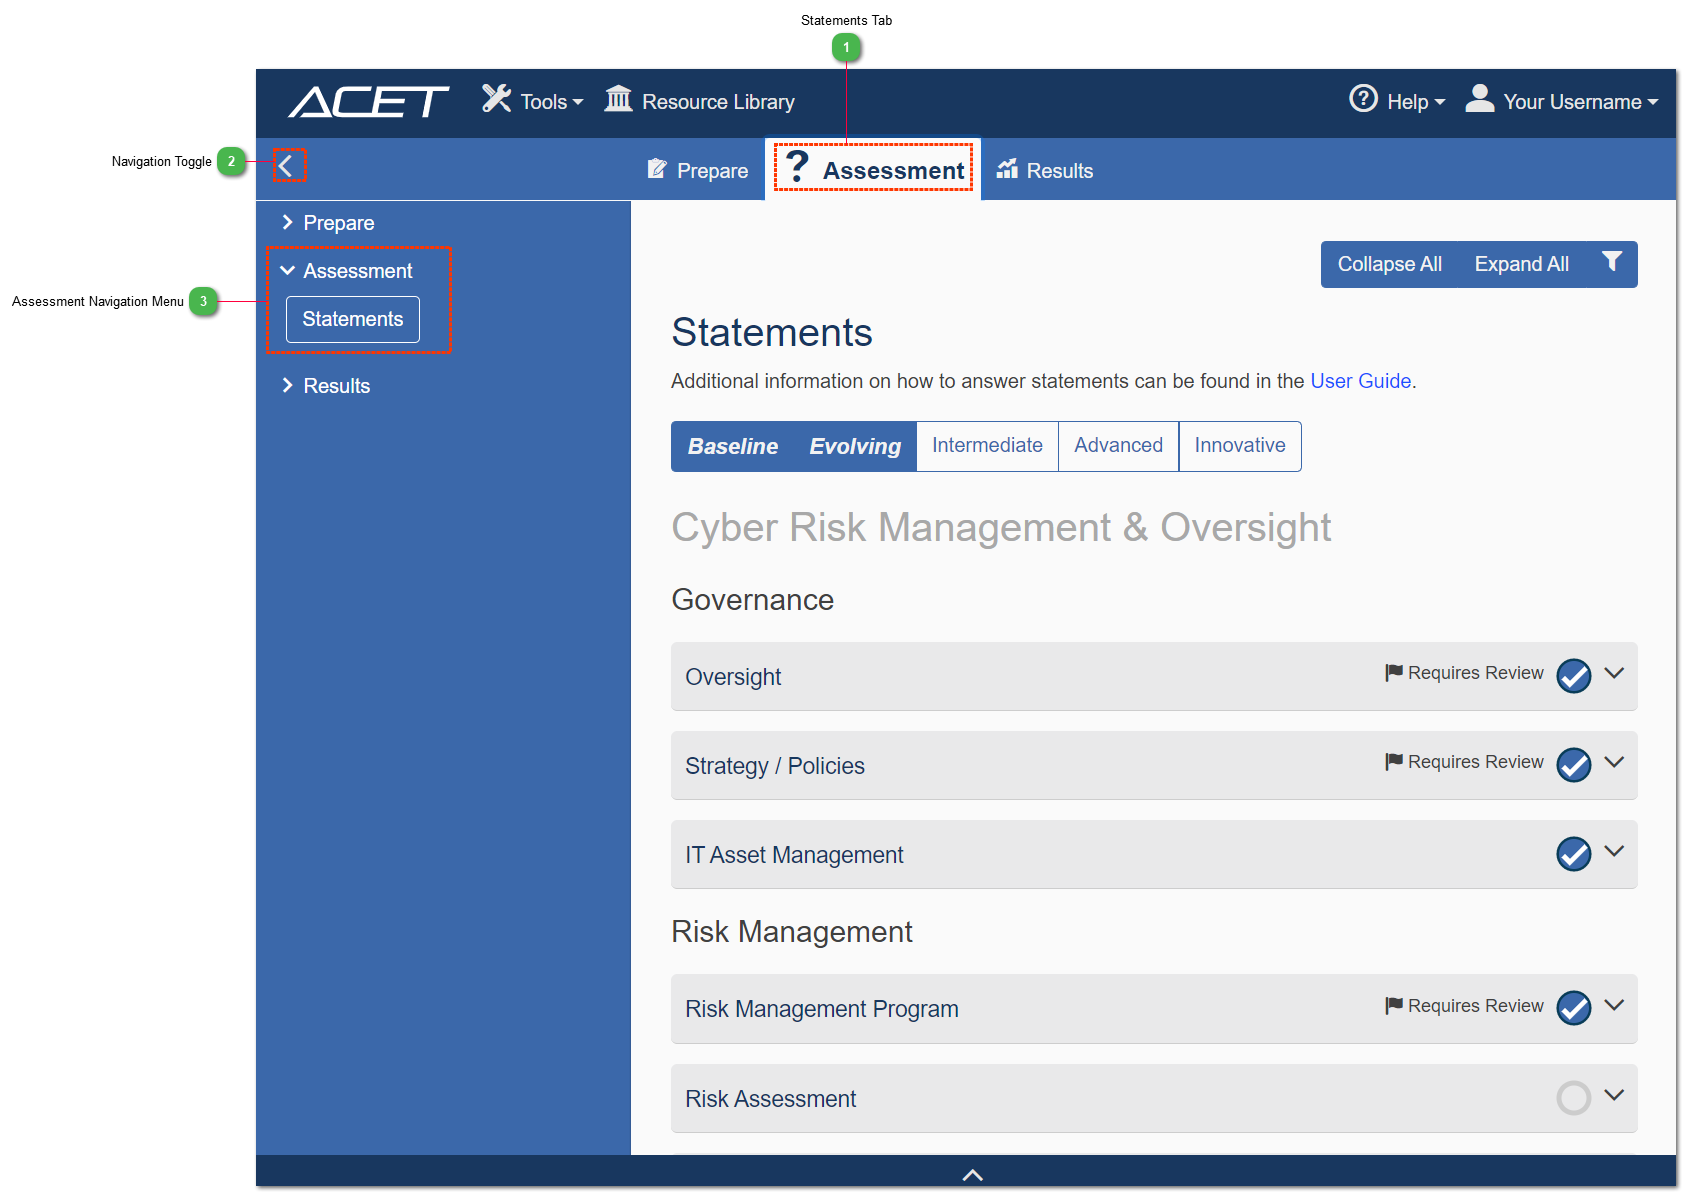 Statements Tab
1
ACET Tools Resource Library Help Your Username
Navigation Toggle 2
Prepare ? Assessment Results
Prepare
Assessment
Assessment Navigation Menu 3
Statements
Results
Collapse All Expand All
Statements
Additional information on how to answer statements can be found in the User Guide.
Baseline Evolving Intermediate Advanced Innovative
Cyber Risk Management & Oversight
Governance
Oversight Requires Review
Strategy / Policies Requires Review
IT Asset Management
Risk Management
Risk Management Program Requires Review
Risk Assessment